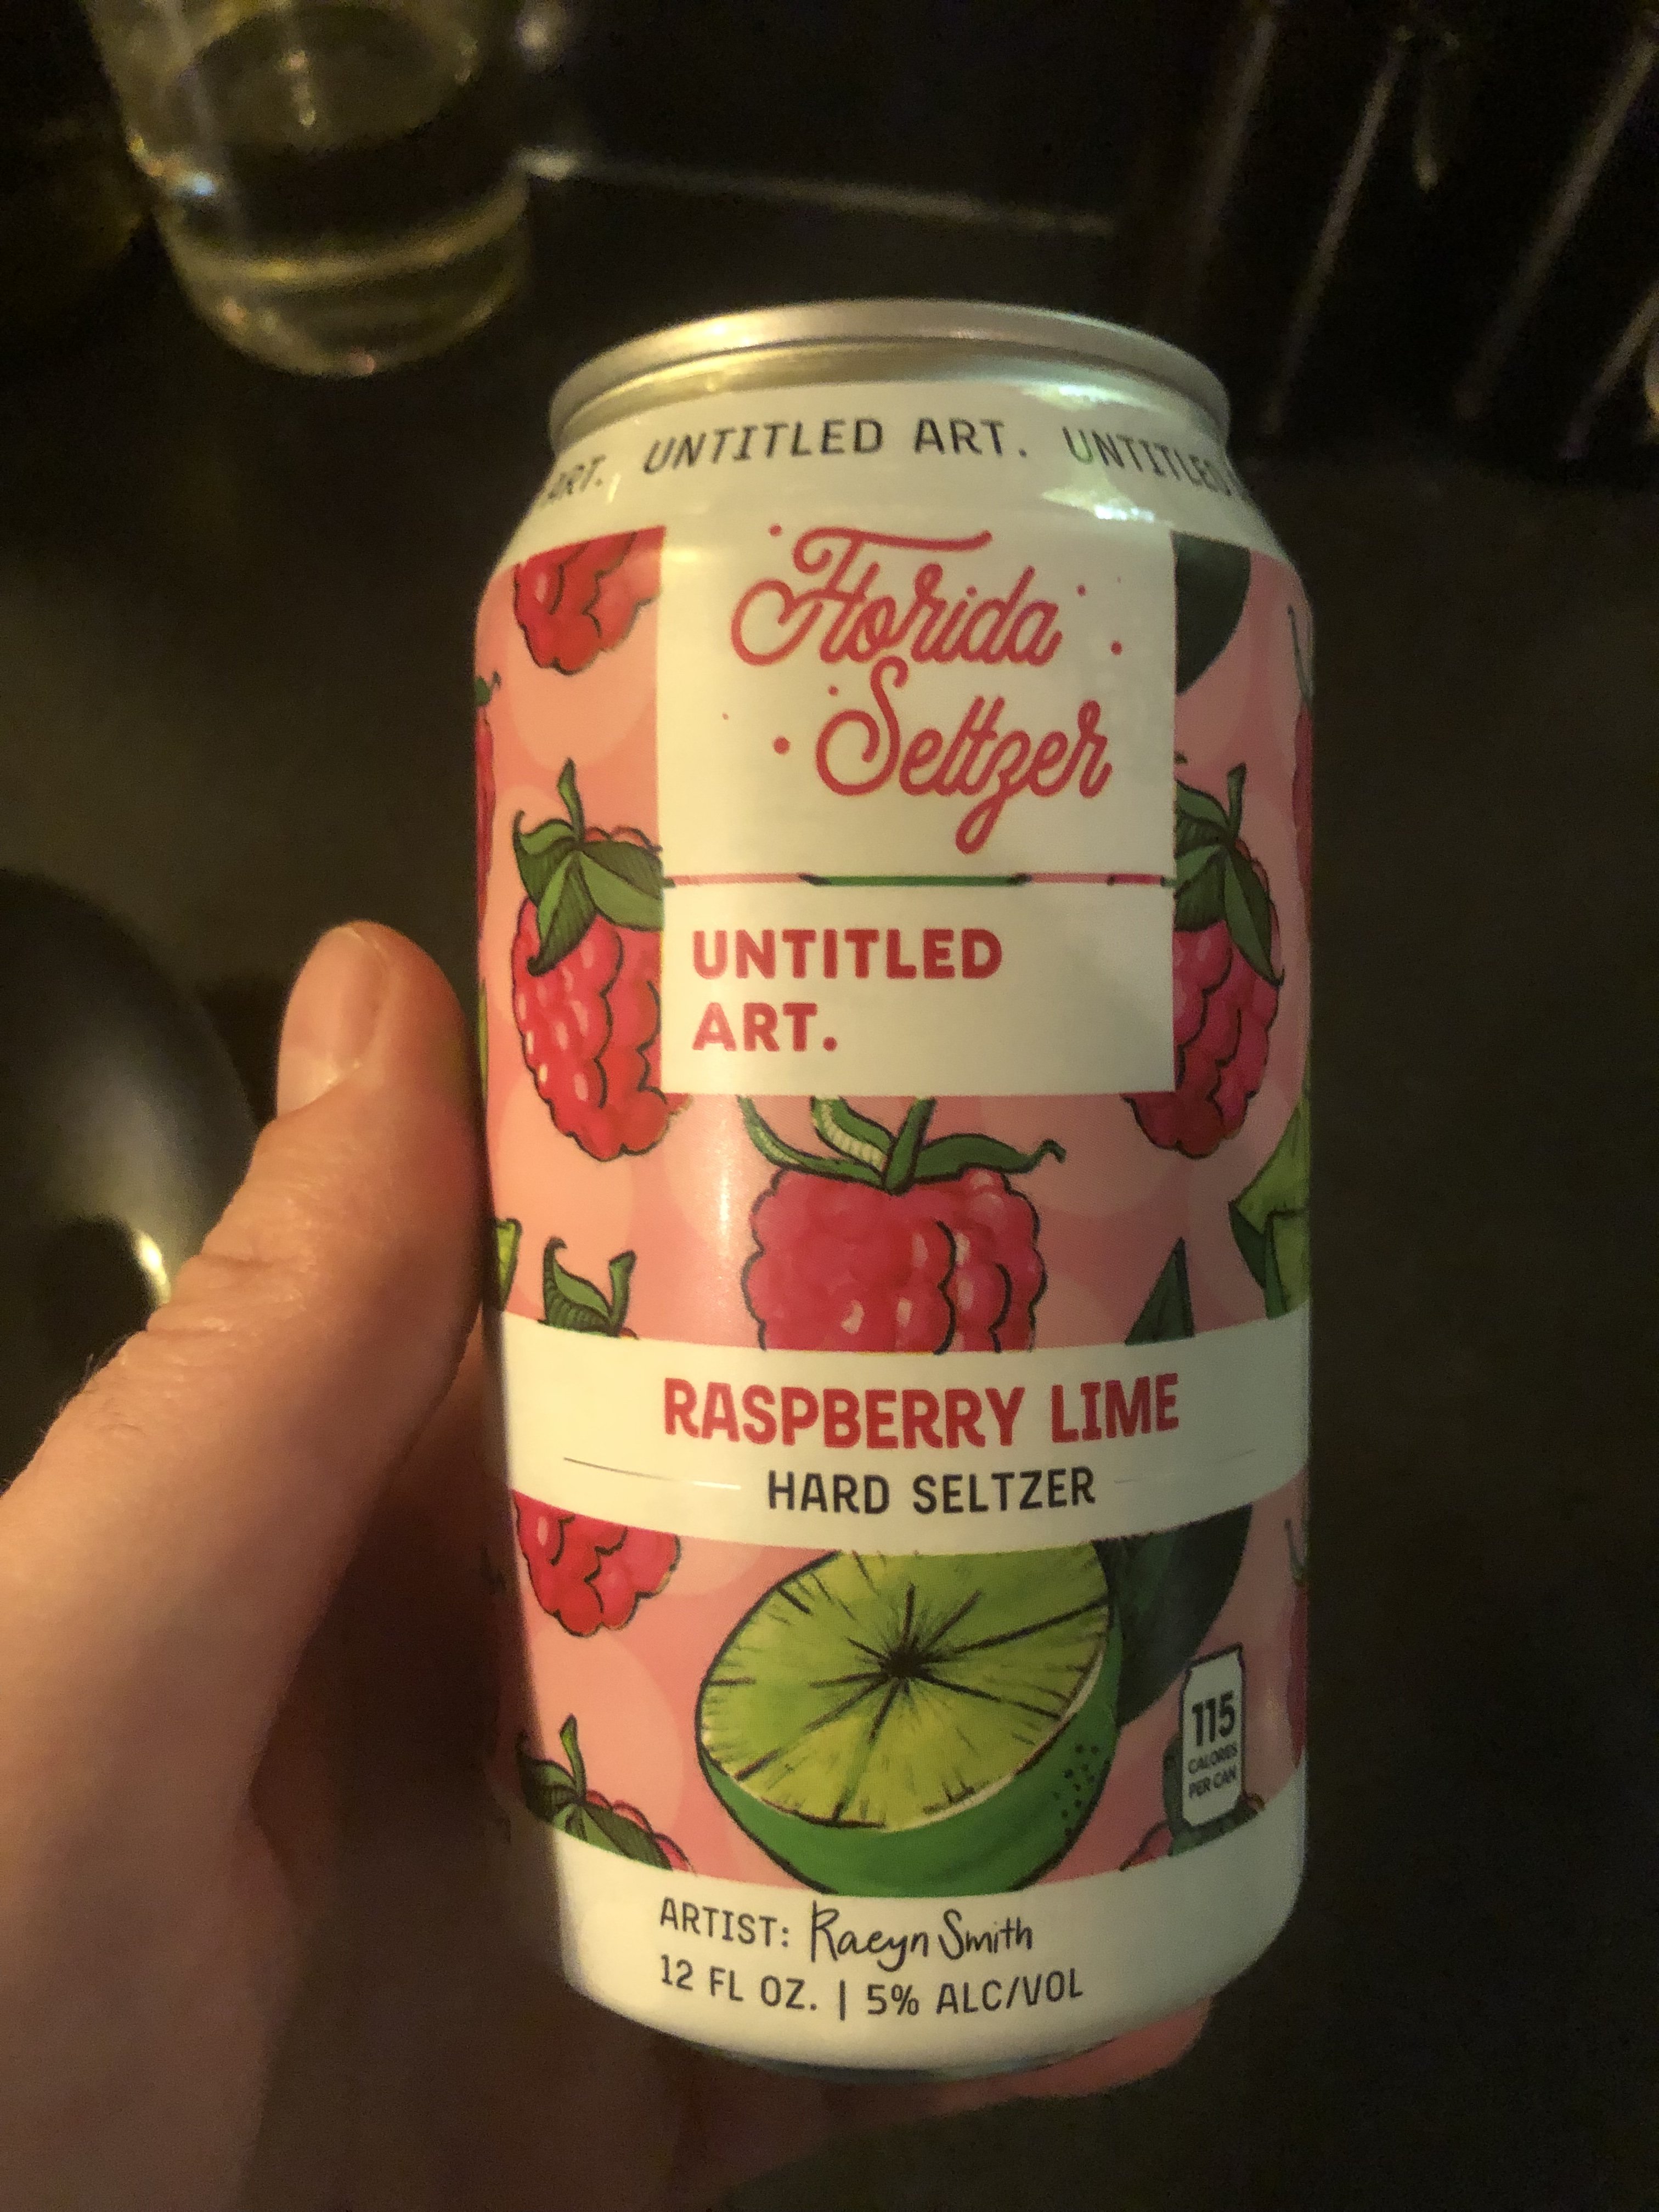 ART. UNTITLED ART. UNTITLED
Florida
Seltzer
UNTITLED
ART.
RASPBERRY LIME
HARD SELTZER
115
CALORIES
PER CAN
ARTIST: Raeyn Smith
12 FL OZ. | 5% ALC/VOL